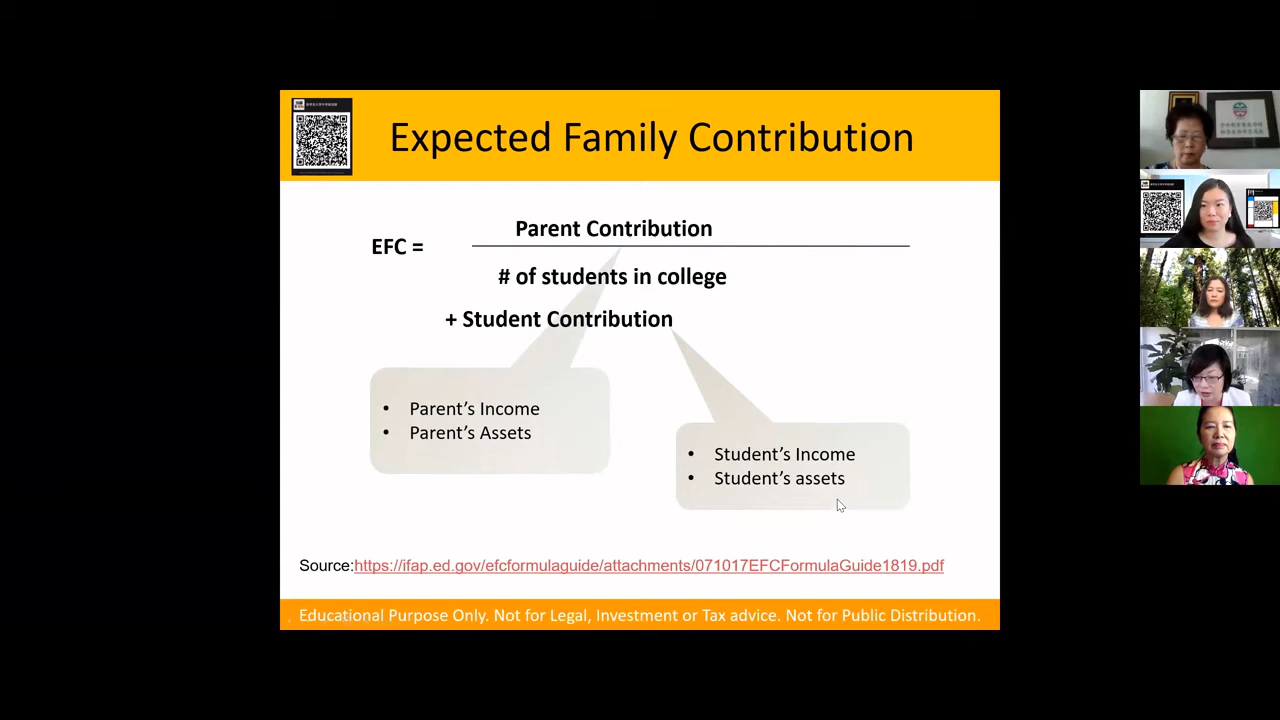 Expected Family Contribution
Parent Contribution
EFC =
# of students in college
+ Student Contribution
• Parent's Income
• Parent's Assets
• Student's Income
• Student's assets
Source:https://ifap.ed.gov/efcformulaguide/attachments/071017EFCFormulaGuide1819.pdf
Educational Purpose Only. Not for Legal, Investment or Tax advice. Not for Public Distribution.